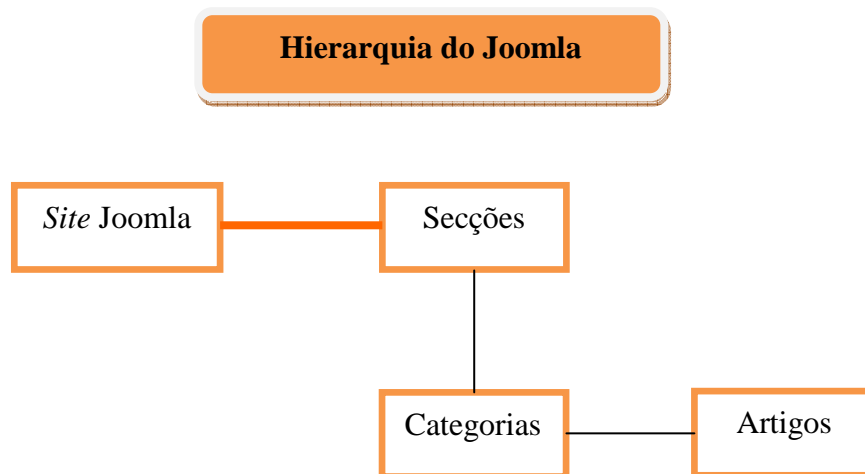 Hierarquia do Joomla
Site Joomla
Secções
Categorias
Artigos